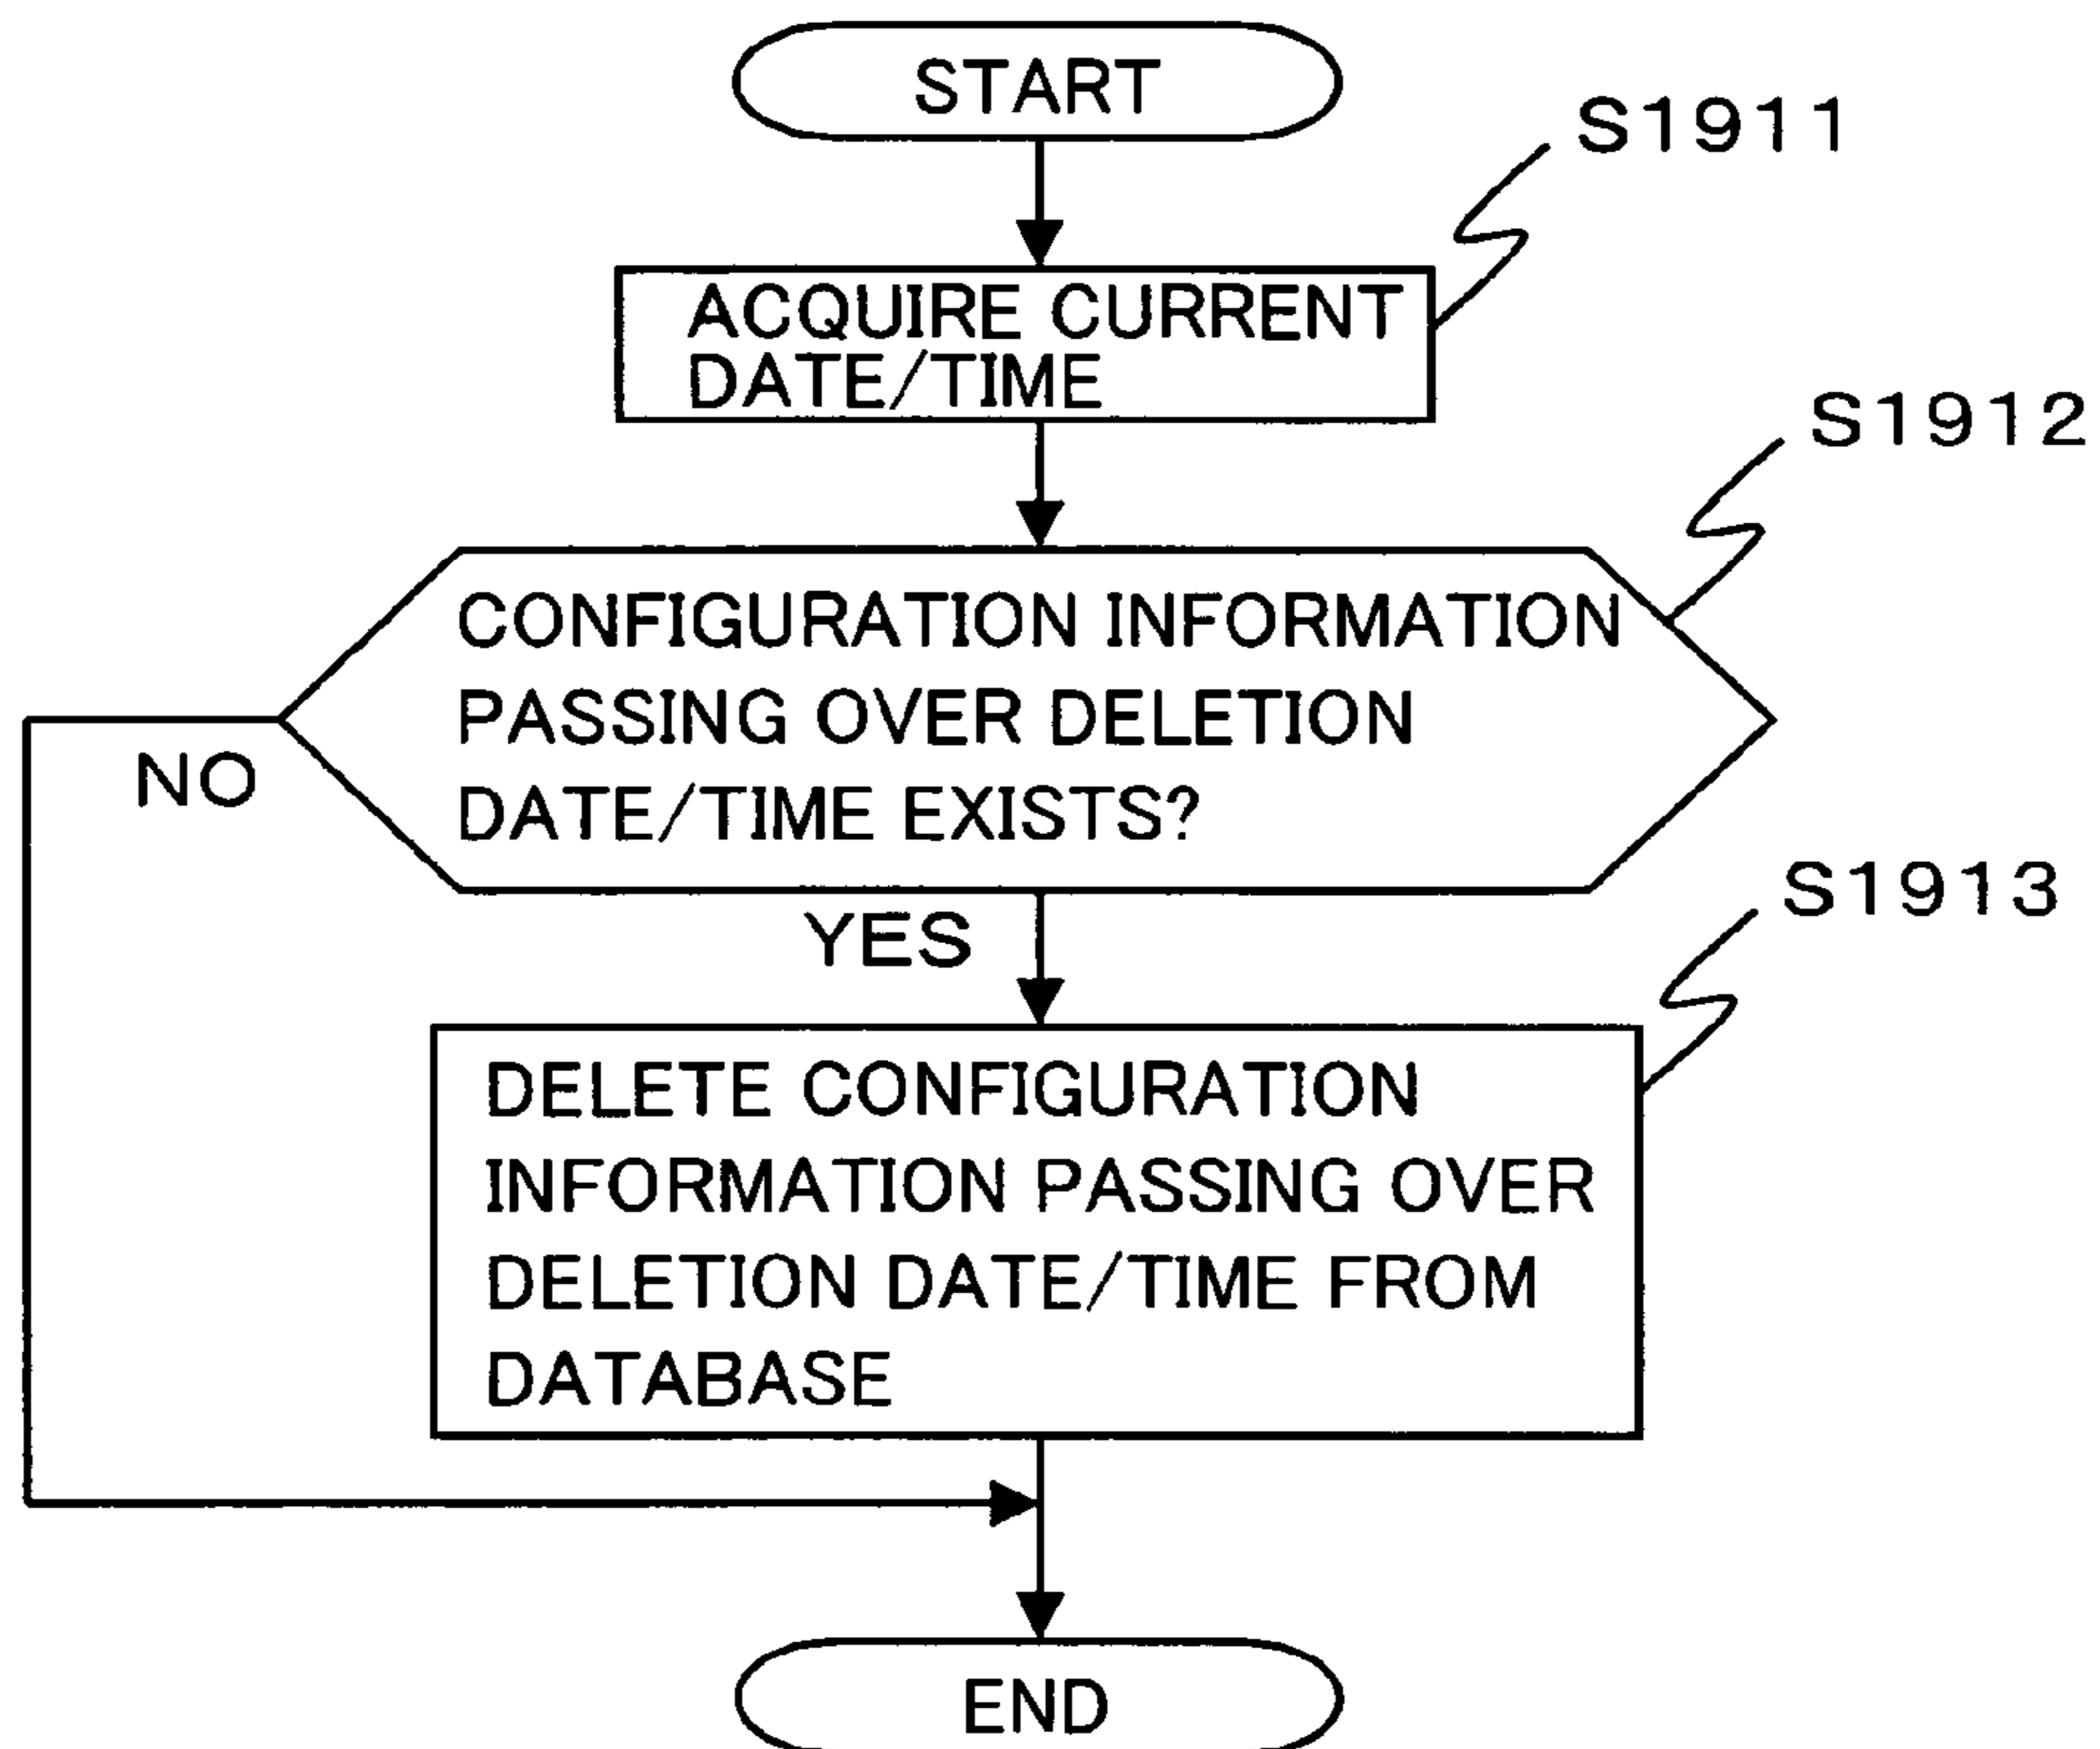 START
S1911
ACQUIRE CURRENT
DATE/TIME
S1912
CONFIGURATION INFORMATION
PASSING OVER DELETION
DATE/TIME EXISTS?
NO
YES
S1913
DELETE CONFIGURATION
INFORMATION PASSING OVER
DELETION DATE/TIME FROM
DATABASE
END